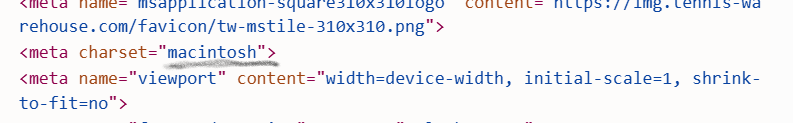 <meta name="msapplication-square310x310logo" content="https://img.tennis-wa
rehouse.com/favicon/tw-mstile-310x310.png">
<meta charset="macintosh">
<meta name="viewport" content="width=device-width, initial-scale=1, shrink-
to-fit=no">